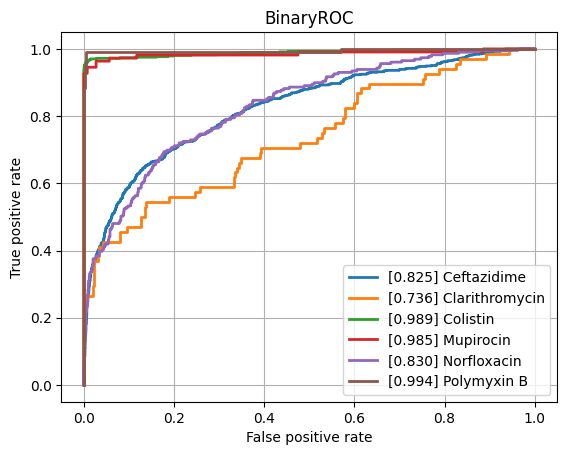 BinaryROC
True positive rate
1.0
0.8
0.6
0.4
0.2
0.0
[0.825] Ceftazidime
[0.736] Clarithromycin
[0.989] Colistin
[0.985] Mupirocin
[0.830] Norfloxacin
[0.994] Polymyxin B
0.0 0.2 0.4 0.6 0.8 1.0
False positive rate